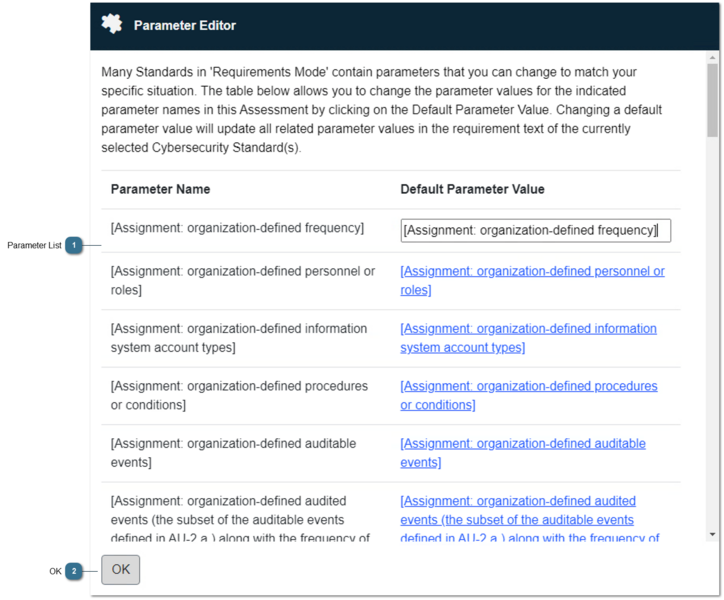 Parameter Editor
Many Standards in 'Requirements Mode' contain parameters that you can change to match your
specific situation. The table below allows you to change the parameter values for the indicated
parameter names in this Assessment by clicking on the Default Parameter Value. Changing a default
parameter value will update all related parameter values in the requirement text of the currently
selected Cybersecurity Standard(s).
Parameter Name
Default Parameter Value
Parameter List 1
[Assignment: organization-defined frequency]
[Assignment: organization-defined frequency]
[Assignment: organization-defined personnel or
roles]
[Assignment: organization-defined personnel or
roles]
[Assignment: organization-defined information
system account types]
[Assignment: organization-defined information
system account types]
[Assignment: organization-defined procedures
or conditions]
[Assignment: organization-defined procedures
or conditions]
[Assignment: organization-defined auditable
events]
[Assignment: organization-defined auditable
events]
[Assignment: organization-defined audited
events (the subset of the auditable events
defined in AU-2 a.) along with the frequency of
[Assignment: organization-defined audited
events (the subset of the auditable events
defined in AU-2 a.) along with the frequency of
OK 2
OK